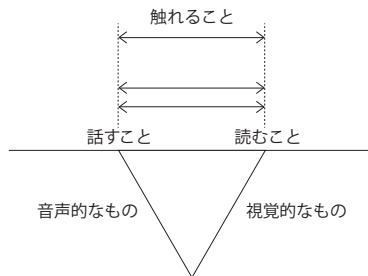 触れること
話すこと
読むこと
音声的なもの
視覚的なもの